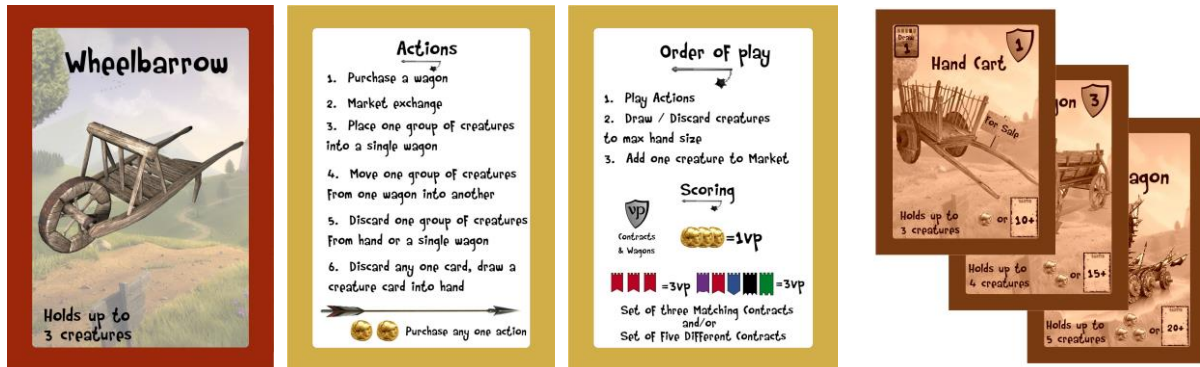 Wheelbarrow
Holds up to
3 creatures
Actions
1. Purchase a wagon
2. Market exchange
3. Place one group of creatures
into a single wagon
4. Move one group of creatures
from one wagon into another
5. Discard one group of creatures
from hand or a single wagon
6. Discard any one card, draw a
creature card into hand
Purchase any one action
Order of play
1. Play Actions
2. Draw / Discard creatures
to max hand size
3. Add one creature to Market
Scoring
VP
Contracts
& Wagons
=1vp
=3vp
=3vp
Set of three Matching Contracts
and/or
Set of Five Different Contracts
Draw
1
1
Hand Cart
For Sale
Holds up to
3 creatures
or
10+
gon
3
Holds up to
4 creatures
or
15+
agon
Holds up to
5 creatures
or
20+